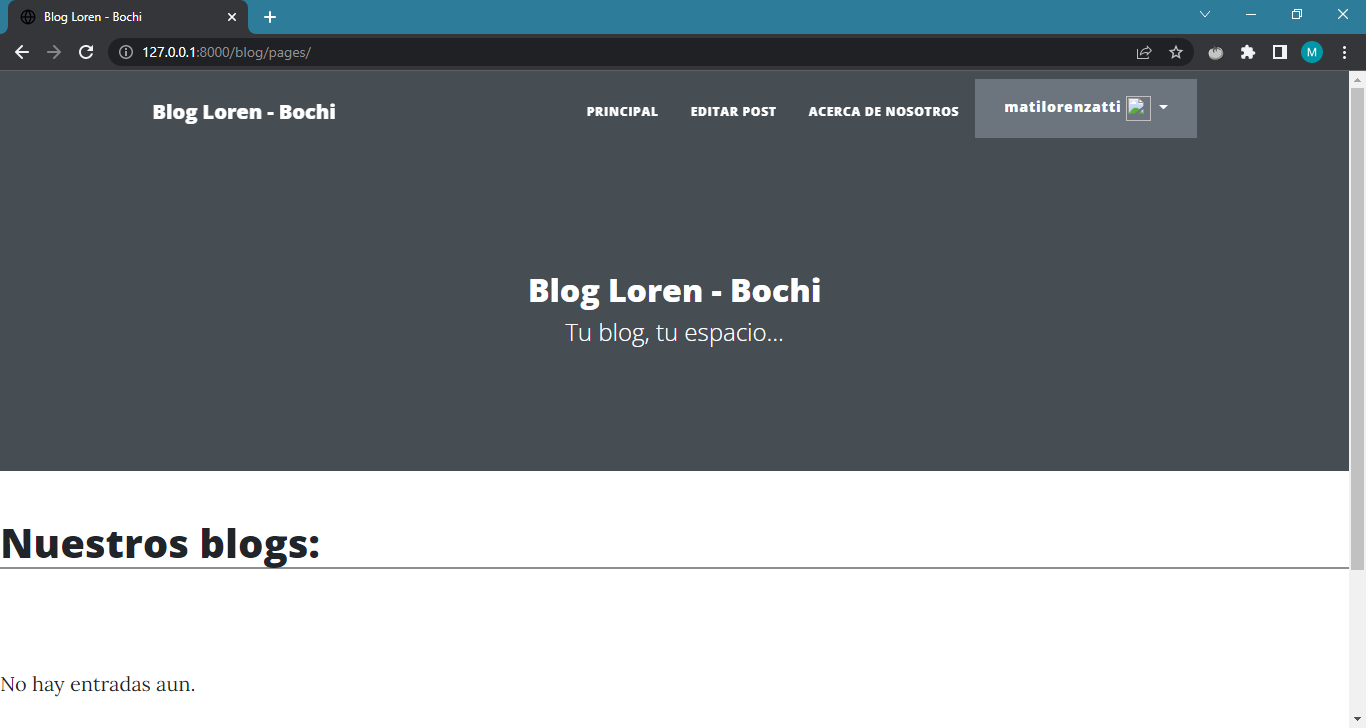 Blog Loren - Bochi
127.0.0.1:8000/blog/pages/
M
Blog Loren - Bochi
PRINCIPAL
EDITAR POST
ACERCA DE NOSOTROS
matilorenzatti
Blog Loren - Bochi
Tu blog, tu espacio...
Nuestros blogs:
No hay entradas aun.